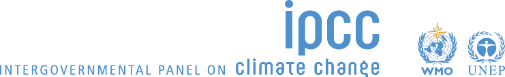 ipcc
INTERGOVERNMENTAL PANEL ON climate change
WMO UNEP